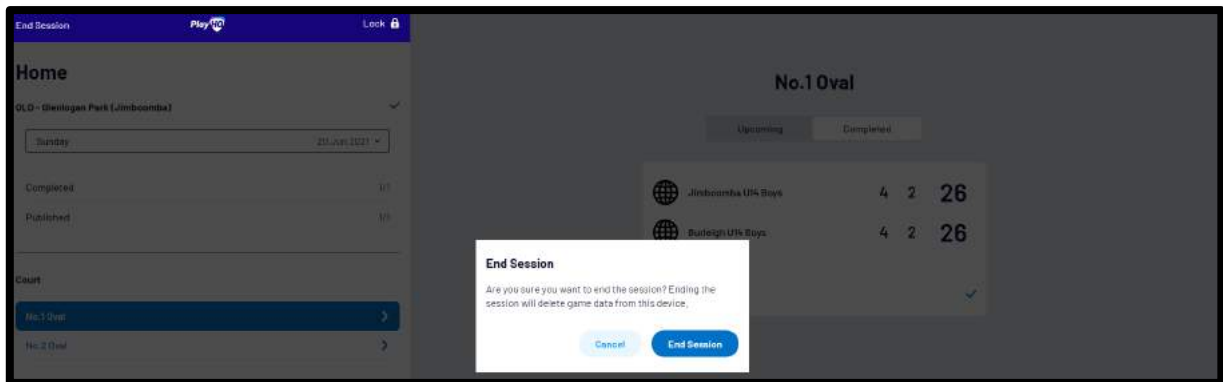 End Session
PlayHQ
Lock
Home
QLD - Glenlogan Park (Jimboomba)
Sunday 20 Jun 2021
Completed 1/1
Published 1/1
Court
No.1 Oval
No.2 Oval
No.1 Oval
Upcoming Completed
Jimboomba U14 Boys 4 2 26
Burleigh U14 Boys 4 2 26
End Session
Are you sure you want to end the session? Ending the
session will delete game data from this device.
Cancel End Session